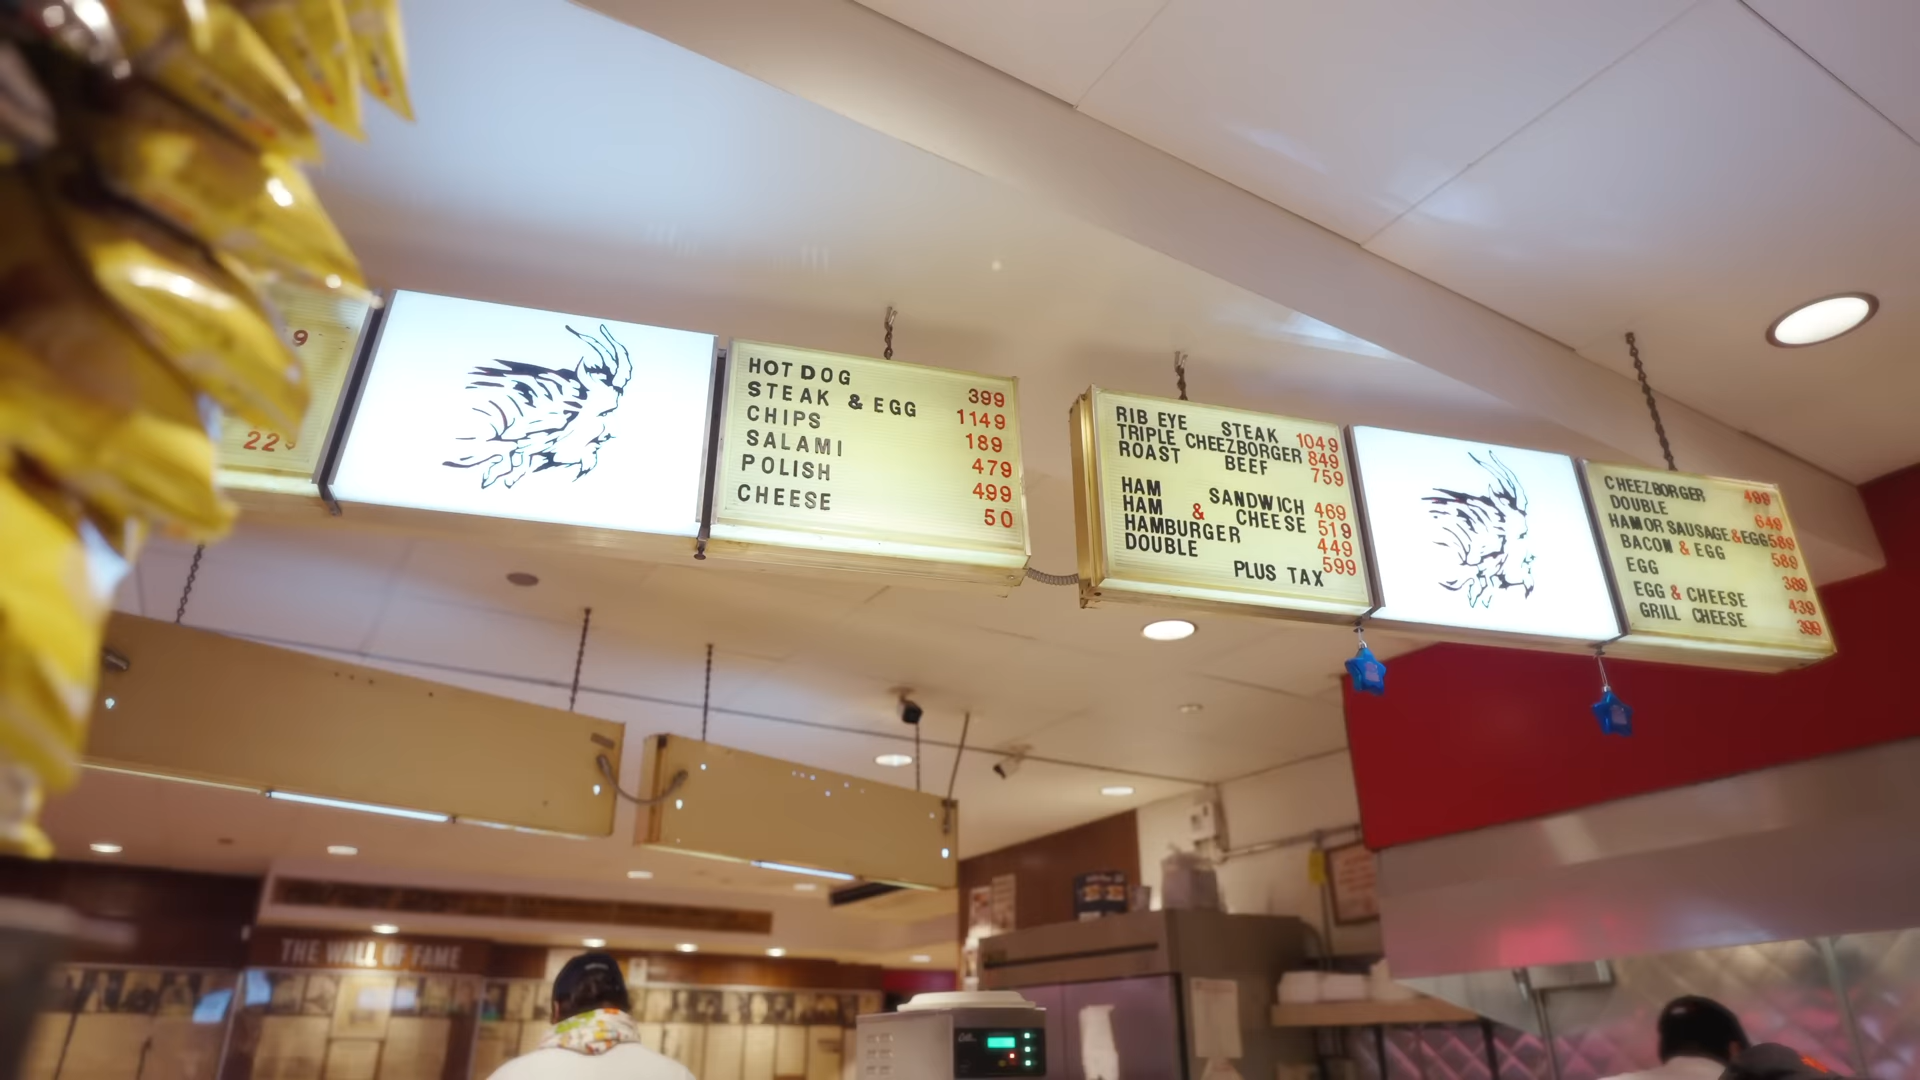 9
22
HOT DOG 399
STEAK & EGG 1149
CHIPS 189
SALAMI 479
POLISH 499
CHEESE 50
RIB EYE STEAK 1049
TRIPLE CHEEZBORGER 849
ROAST BEEF 759
HAM SANDWICH 469
HAM & CHEESE 519
HAMBURGER 449
DOUBLE 599
PLUS TAX
CHEEZBORGER 499
DOUBLE 649
HAM OR SAUSAGE & EGG 589
BACON & EGG 589
EGG 389
EGG & CHEESE 439
GRILL CHEESE 399
THE WALL OF FAME